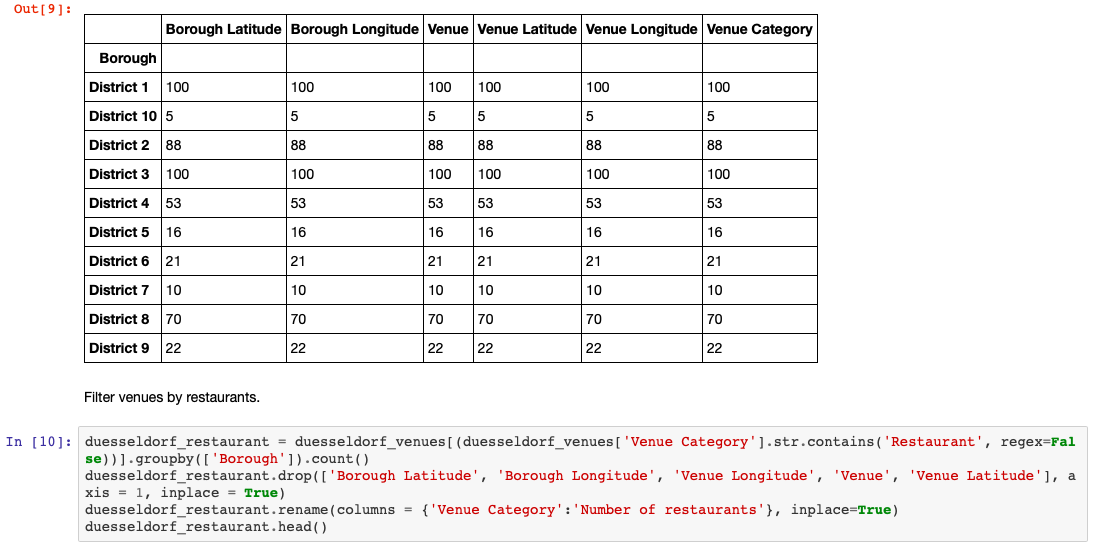 Out[9]:
Borough Latitude Borough Longitude Venue Venue Latitude Venue Longitude Venue Category
Borough
District 1 100 100 100 100 100 100
District 10 5 5 5 5 5 5
District 2 88 88 88 88 88 88
District 3 100 100 100 100 100 100
District 4 53 53 53 53 53 53
District 5 16 16 16 16 16 16
District 6 21 21 21 21 21 21
District 7 10 10 10 10 10 10
District 8 70 70 70 70 70 70
District 9 22 22 22 22 22 22
Filter venues by restaurants.
In [10]: duesseldorf_restaurant = duesseldorf_venues[(duesseldorf_venues['Venue Category'].str.contains('Restaurant', regex=Fal
se))].groupby(['Borough']).count()
duesseldorf_restaurant.drop(['Borough Latitude', 'Borough Longitude', 'Venue Longitude', 'Venue', 'Venue Latitude'], a
xis = 1, inplace = True)
duesseldorf_restaurant.rename(columns = {'Venue Category':'Number of restaurants'}, inplace=True)
duesseldorf_restaurant.head()